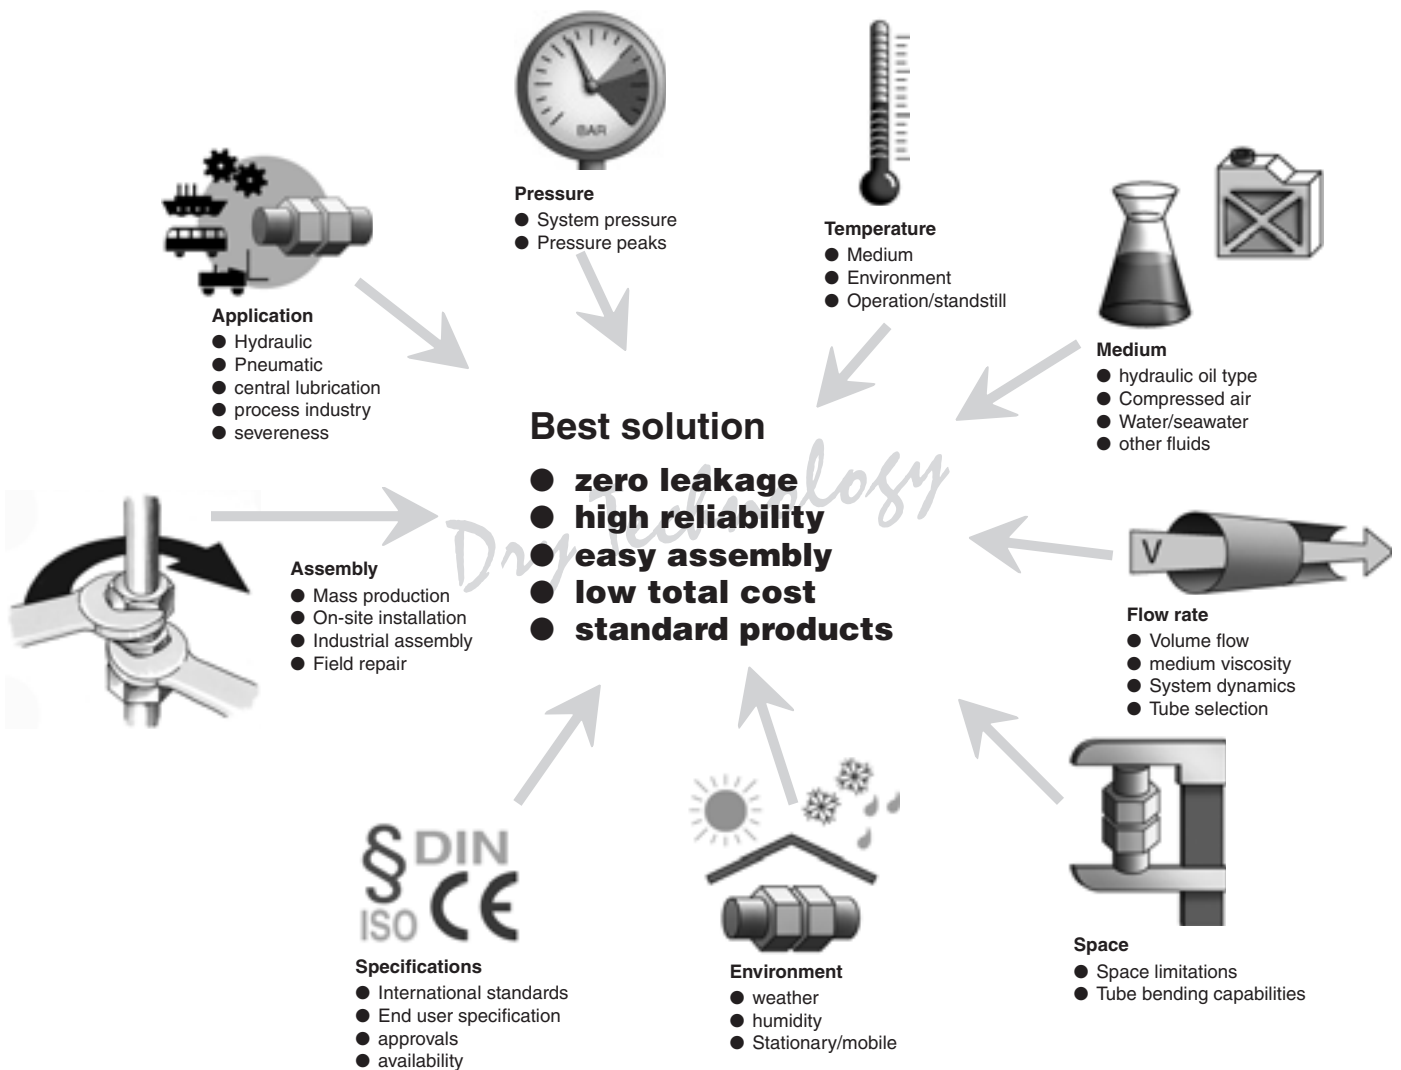 BAR
Pressure
● System pressure
● Pressure peaks
Temperature
● Medium
● Environment
● Operation/standstill
Application
● Hydraulic
● Pneumatic
● central lubrication
● process industry
● severeness
Medium
● hydraulic oil type
● Compressed air
● Water/seawater
● other fluids
Best solution
● zero leakage
● high reliability
● easy assembly
● low total cost
● standard products
Dry Technology
Assembly
● Mass production
● On-site installation
● Industrial assembly
● Field repair
V
Flow rate
● Volume flow
● medium viscosity
● System dynamics
● Tube selection
§ DIN
ISO CE
Specifications
● International standards
● End user specification
● approvals
● availability
Environment
● weather
● humidity
● Stationary/mobile
Space
● Space limitations
● Tube bending capabilities